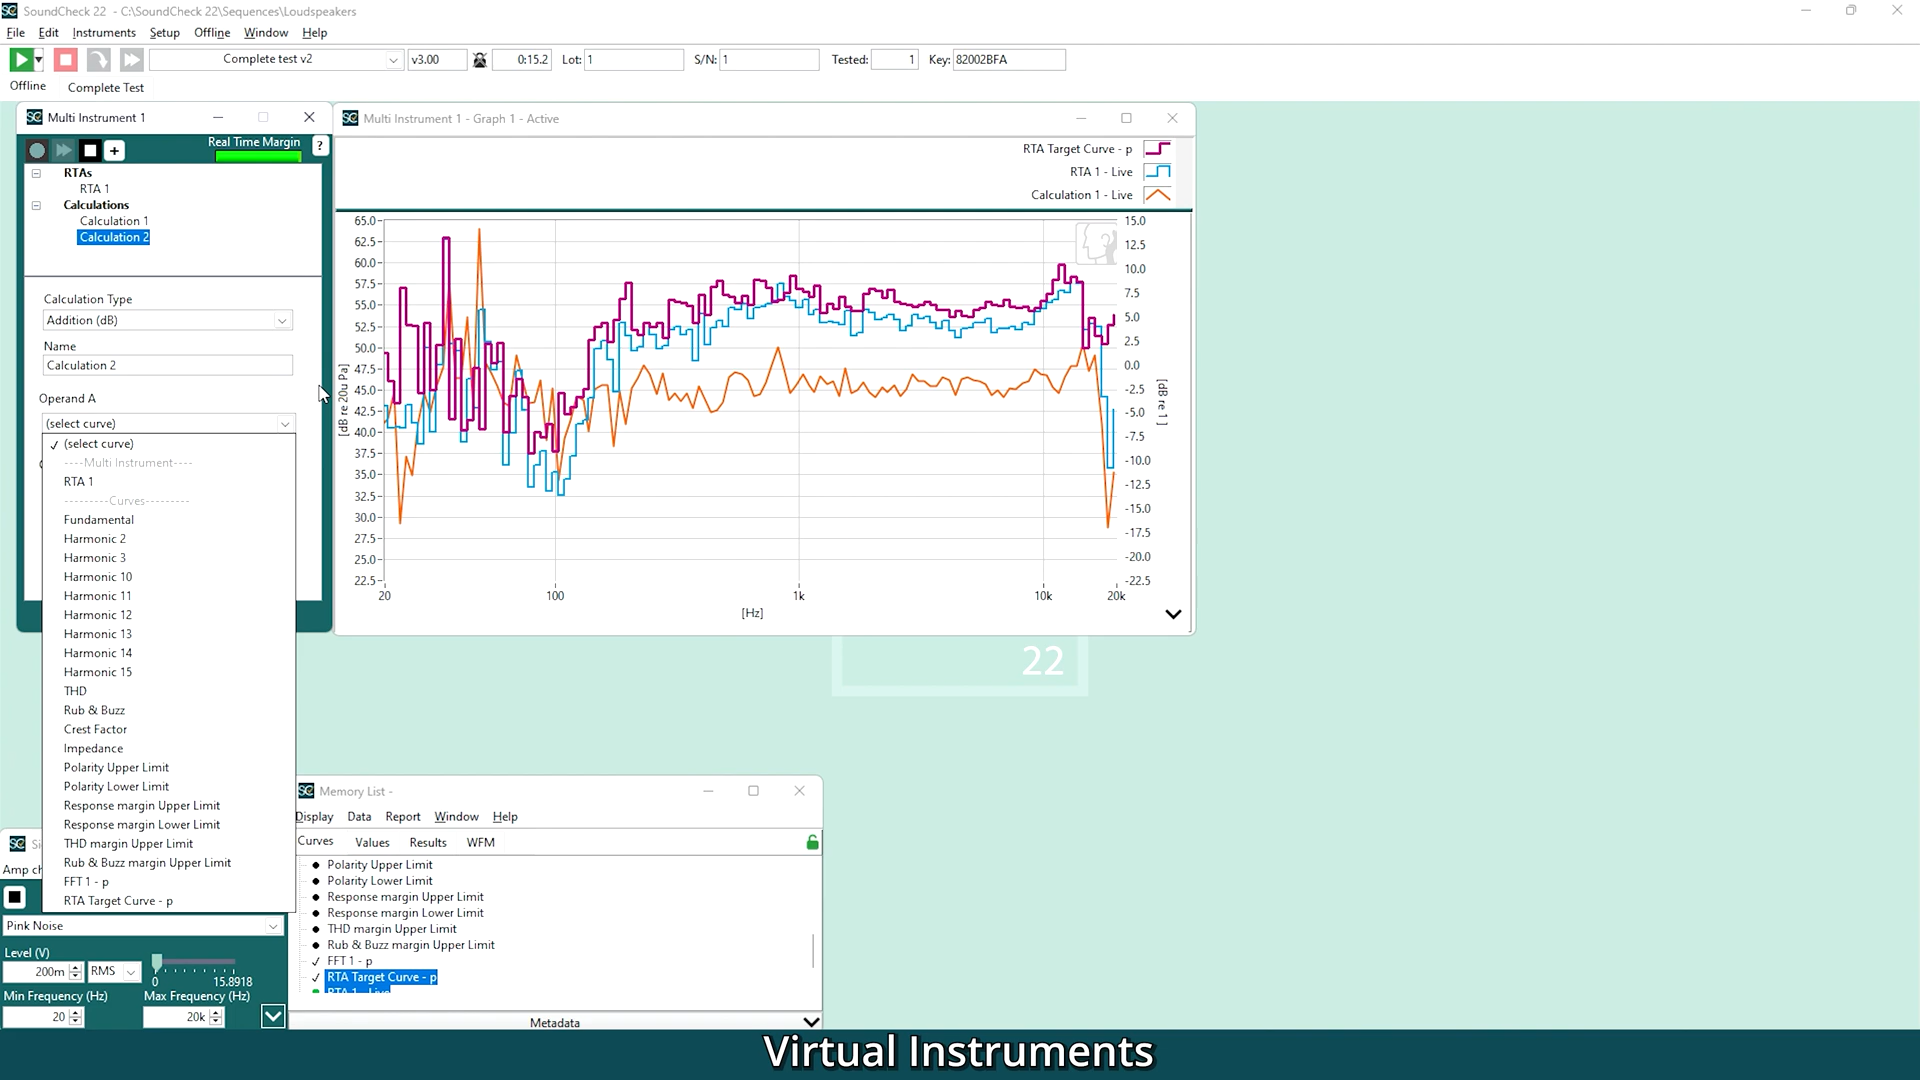 SoundCheck 22 - C:\SoundCheck 22\Sequences\Loudspeakers
File Edit Instruments Setup Offline Window Help
Complete test v2 v3.00 0:15.2 Lot: 1 S/N: 1 Tested: 1 Key: 82002BFA
Offline Complete Test
Multi Instrument 1
Real Time Margin
?
RTAs
RTA 1
Calculations
Calculation 1
Calculation 2
Calculation Type
Addition (dB)
Name
Calculation 2
Operand A
(select curve)
(select curve)
----Multi Instrument----
RTA 1
---------Curves---------
Fundamental
Harmonic 2
Harmonic 3
Harmonic 10
Harmonic 11
Harmonic 12
Harmonic 13
Harmonic 14
Harmonic 15
THD
Rub & Buzz
Crest Factor
Impedance
Polarity Upper Limit
Polarity Lower Limit
Response margin Upper Limit
Response margin Lower Limit
THD margin Upper Limit
Rub & Buzz margin Upper Limit
FFT 1 - p
RTA Target Curve - p
Multi Instrument 1 - Graph 1 - Active
RTA Target Curve - p
RTA 1 - Live
Calculation 1 - Live
65.0
62.5
60.0
57.5
55.0
52.5
50.0
47.5
45.0
42.5
40.0
37.5
35.0
32.5
30.0
27.5
25.0
22.5
[dB re 20u Pa]
15.0
12.5
10.0
7.5
5.0
2.5
0.0
-2.5
-5.0
-7.5
-10.0
-12.5
-15.0
-17.5
-20.0
-22.5
[dB re 1]
20 100 1k 10k 20k
[Hz]
22
Memory List -
Display Data Report Window Help
Curves Values Results WFM
Polarity Upper Limit
Polarity Lower Limit
Response margin Upper Limit
Response margin Lower Limit
THD margin Upper Limit
Rub & Buzz margin Upper Limit
FFT 1 - p
RTA Target Curve - p
RTA 1 - Live
Metadata
Si
Amp ch
Pink Noise
Level (V)
200m RMS 0 15.8918
Min Frequency (Hz) Max Frequency (Hz)
20 20k
Virtual Instruments